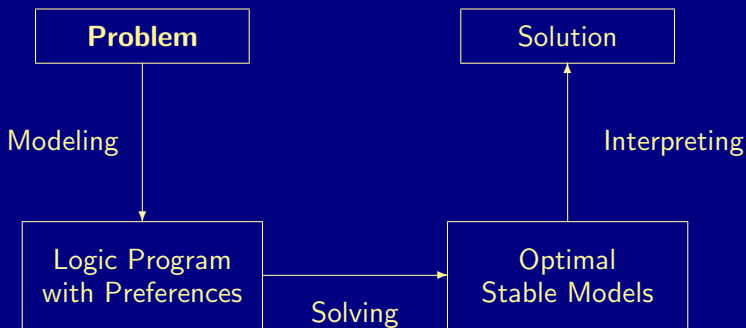 Problem
Solution
Modeling
Interpreting
Logic Program
with Preferences
Solving
Optimal
Stable Models